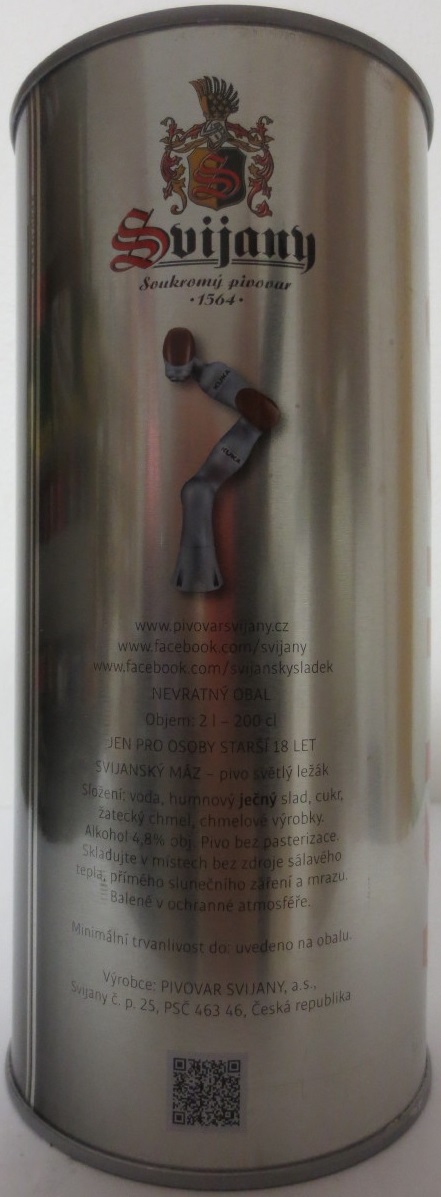 S
Svijany
Soukromý pivovar
·1564·
KUKA
KUKA
www.pivovarsvijany.cz
www.facebook.com/svijany
www.facebook.com/svijanskysladek
NEVRATNÝ OBAL
Objem: 2 l – 200 cl
JEN PRO OSOBY STARŠÍ 18 LET
SVIJANSKÝ MÁZ – pivo světlý ležák
Složení: voda, humnový ječný slad, cukr,
žatecký chmel, chmelové výrobky.
Alkohol 4,8% obj. Pivo bez pasterizace.
Skladujte v místech bez zdroje sálavého
tepla, přímého slunečního záření a mrazu.
Baleně v ochranné atmosféře.
Minimální trvanlivost do: uvedeno na obalu.
Výrobce: PIVOVAR SVIJANY, a.s.,
Svijany č. p. 25, PSČ 463 46, Česká republika